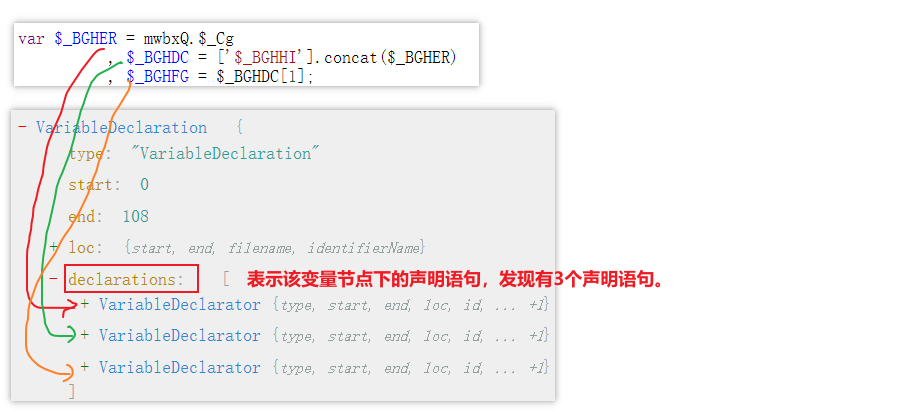 var $_BGHER = mwbxQ.$_Cg
, $_BGHDC = ['$_BGHHI'].concat($_BGHER)
, $_BGHFG = $_BGHDC[1];
- VariableDeclaration {
type: "VariableDeclaration"
start: 0
end: 108
+ loc: {start, end, filename, identifierName}
- declarations: [ 表示该变量节点下的声明语句，发现有3个声明语句。
+ VariableDeclarator {type, start, end, loc, id, ... +1}
+ VariableDeclarator {type, start, end, loc, id, ... +1}
+ VariableDeclarator {type, start, end, loc, id, ... +1}
]